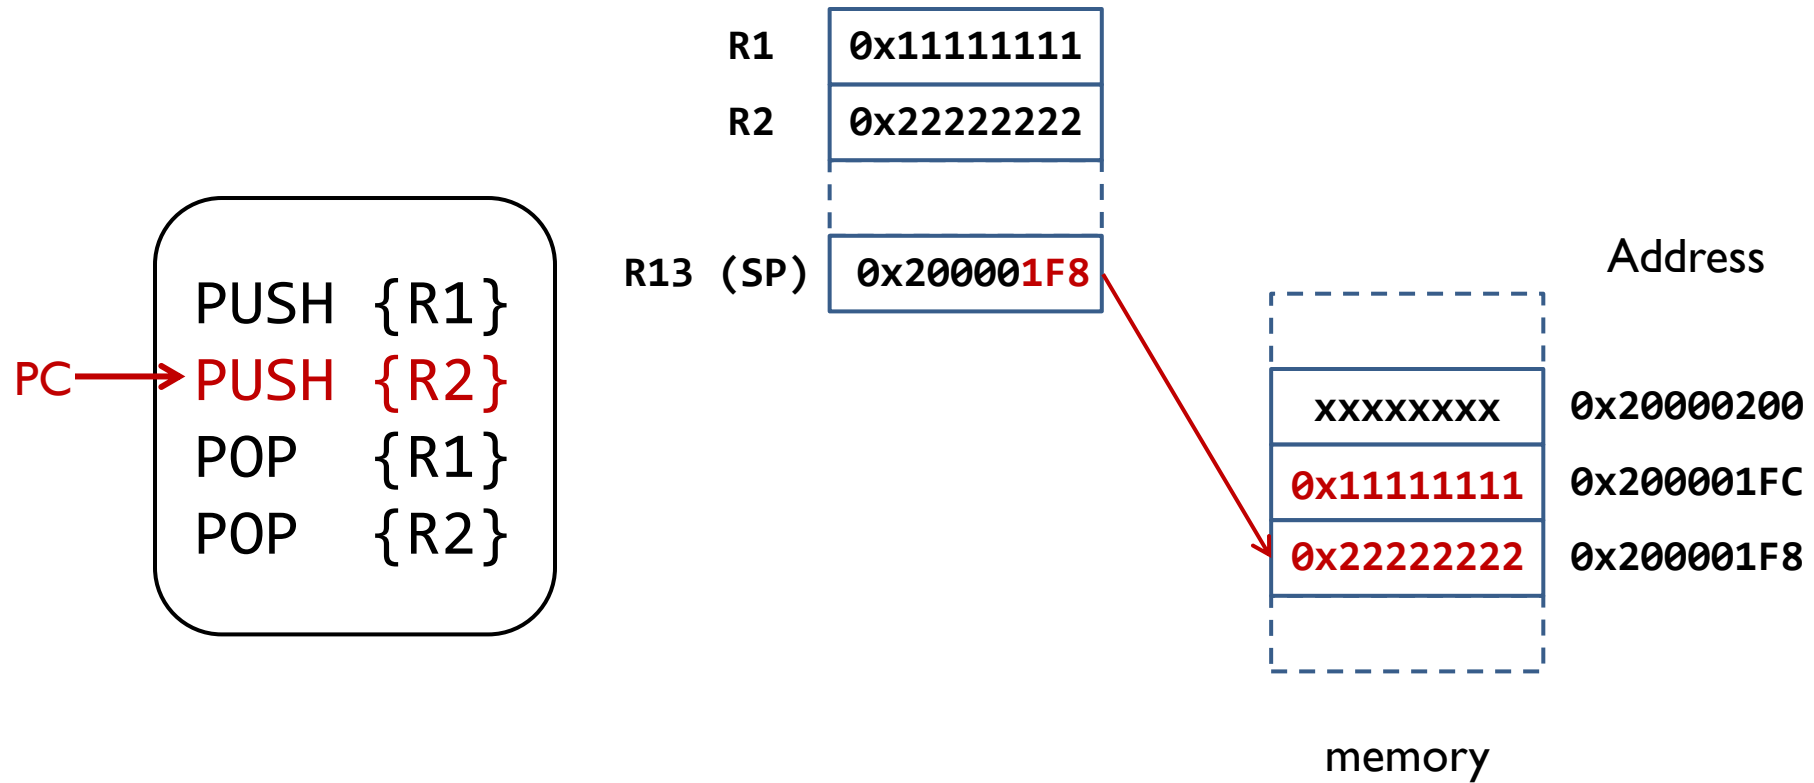 R1 0x11111111
R2 0x22222222
R13 (SP) 0x200001F8
PUSH {R1}
PC PUSH {R2}
POP {R1}
POP {R2}
Address
xxxxxxxx 0x20000200
0x11111111 0x200001FC
0x22222222 0x200001F8
memory